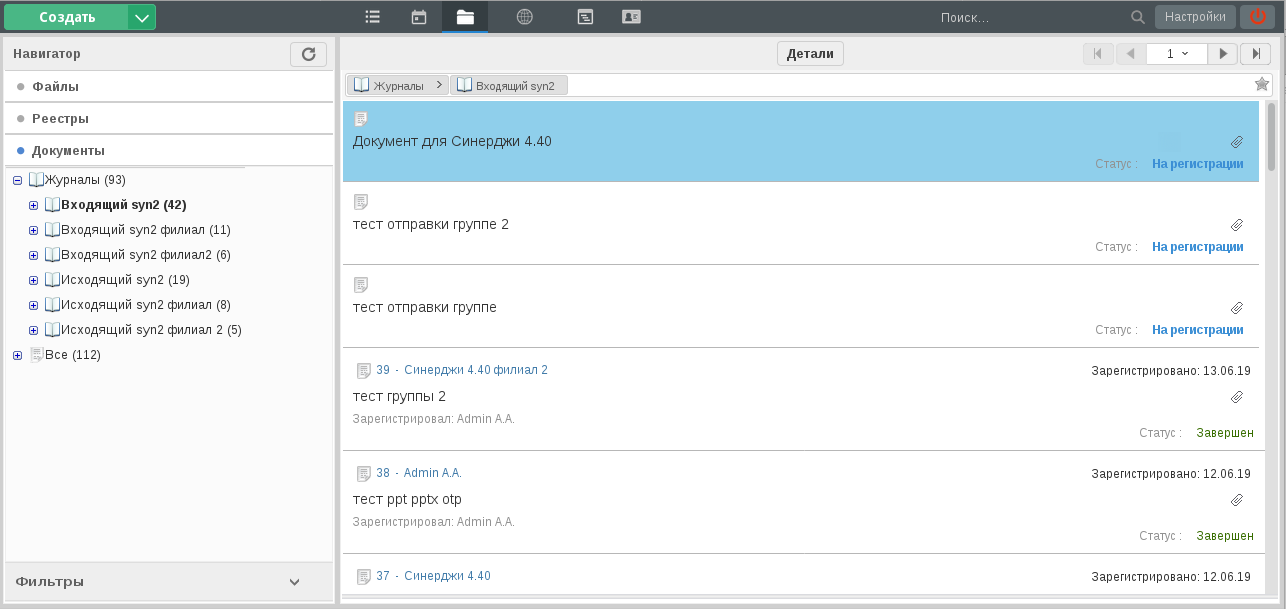 Создать
Поиск...
Настройки
Навигатор
Файлы
Реестры
Документы
Журналы (93)
Входящий syn2 (42)
Входящий syn2 филиал (11)
Входящий syn2 филиал2 (6)
Исходящий syn2 (19)
Исходящий syn2 филиал (8)
Исходящий syn2 филиал 2 (5)
Все (112)
Фильтры
Детали
1
Журналы
Входящий syn2
Документ для Синерджи 4.40
Статус : На регистрации
тест отправки группе 2
Статус : На регистрации
тест отправки группе
Статус : На регистрации
39 - Синерджи 4.40 филиал 2 Зарегистрировано: 13.06.19
тест группы 2
Зарегистрировал: Admin A.A.
Статус : Завершен
38 - Admin A.A. Зарегистрировано: 12.06.19
тест ppt pptx otp
Зарегистрировал: Admin A.A.
Статус : Завершен
37 - Синерджи 4.40 Зарегистрировано: 12.06.19